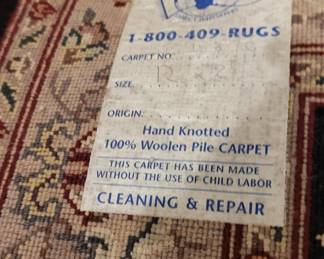 1-800-409-RUGS
CARPET NO.
SIZE
ORIGIN
Hand Knotted
100% Woolen Pile CARPET
THIS CARPET HAS BEEN MADE
WITHOUT THE USE OF CHILD LABOR
CLEANING & REPAIR